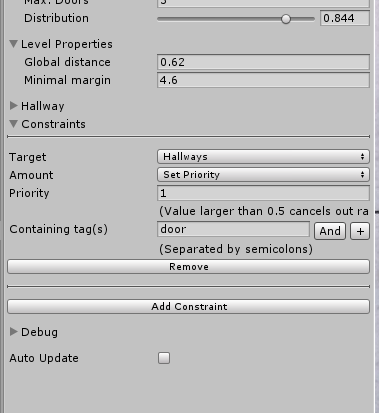 Max. Doors
Distribution 0.844
Level Properties
Global distance 0.62
Minimal margin 4.6
Hallway
Constraints
Target Hallways
Amount Set Priority
Priority 1
(Value larger than 0.5 cancels out ra
Containing tag(s) door And +
(Separated by semicolons)
Remove
Add Constraint
Debug
Auto Update